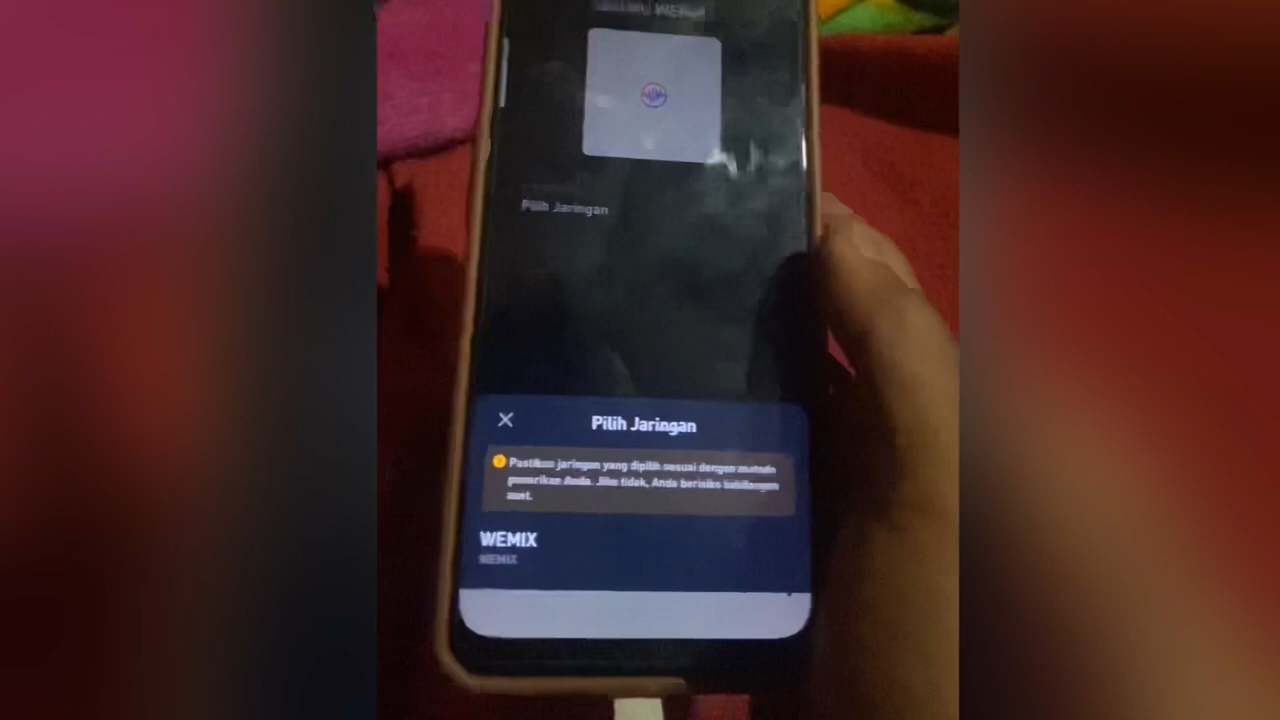 WEMIX
Pilih Jaringan
Pilih Jaringan
Pastikan jaringan yang dipilih sesuai dengan metode
penarikan Anda. Jika tidak, Anda berisiko kehilangan
aset.
WEMIX
WEMIX